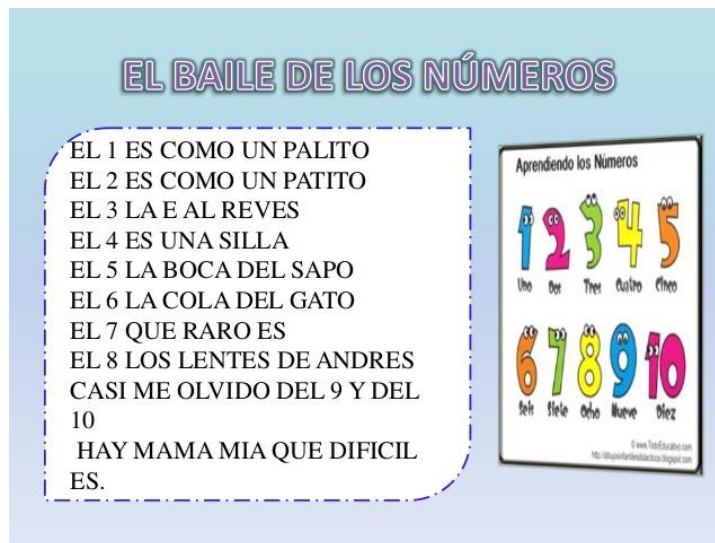 EL BAILE DE LOS NÚMEROS
EL 1 ES COMO UN PALITO
EL 2 ES COMO UN PATITO
EL 3 LA E AL REVES
EL 4 ES UNA SILLA
EL 5 LA BOCA DEL SAPO
EL 6 LA COLA DEL GATO
EL 7 QUE RARO ES
EL 8 LOS LENTES DE ANDRES
CASI ME OLVIDO DEL 9 Y DEL
10
HAY MAMA MIA QUE DIFICIL
ES.
Aprendiendo los Números
1 2 3 4 5
Uno Dos Tres Cuatro Cinco
6 7 8 9 10
Seis Siete Ocho Nueve Diez
© www.TodoEducativo.com